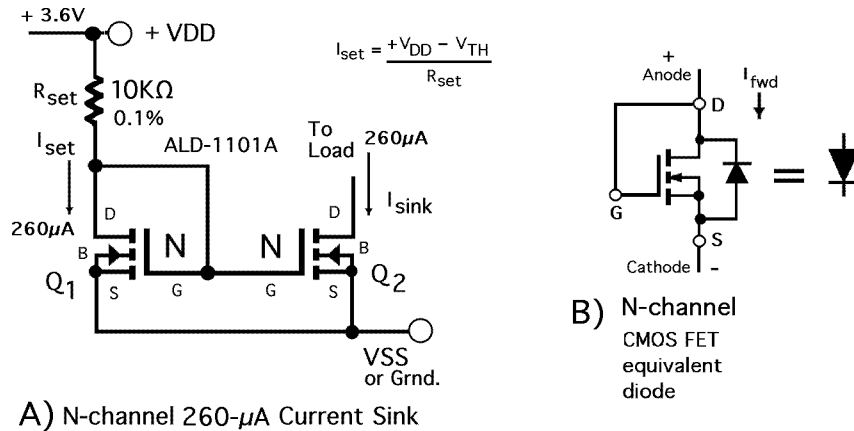 + 3.6V
+ VDD
Rset
10KΩ
0.1%
Iset = +VDD − VTH
Rset
Iset
ALD-1101A
To
Load
260µA
260µA
Isink
D
D
B
N
N
B
Q1
S
G
G
S
Q2
VSS
or Grnd.
A) N-channel 260-µA Current Sink
+
Anode
Ifwd
D
G
=
S
Cathode
-
B) N-channel
CMOS FET
equivalent
diode